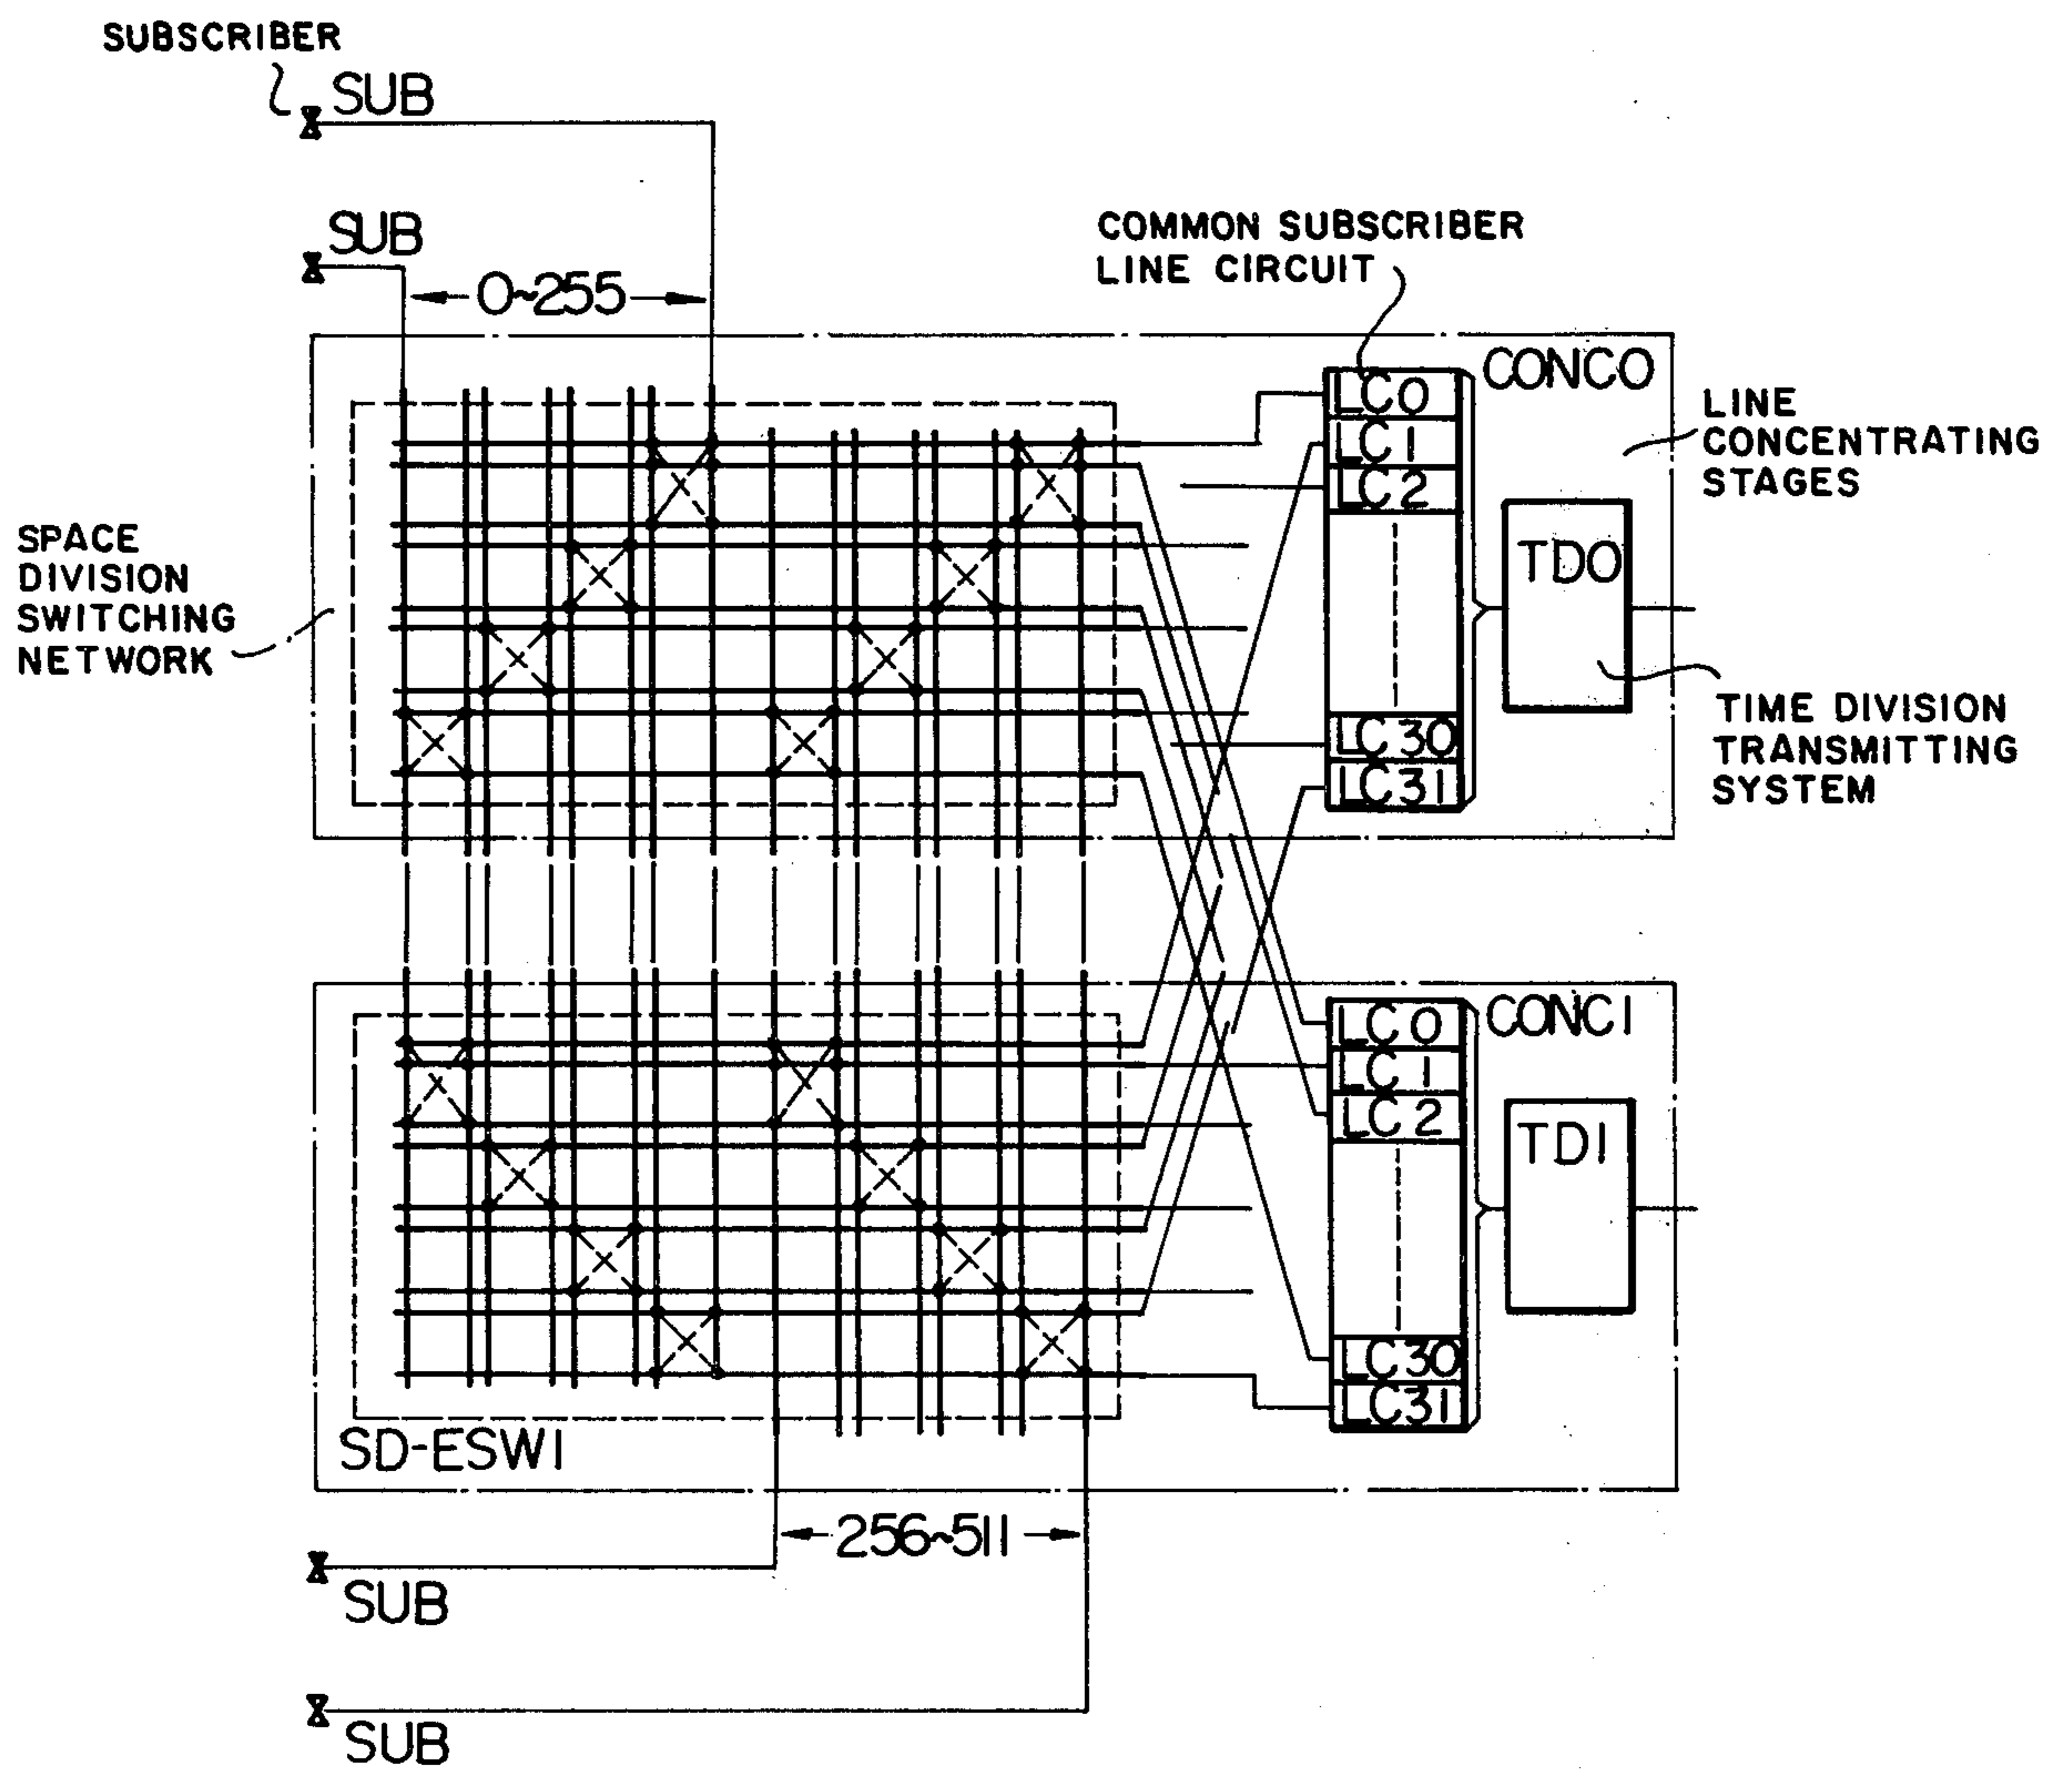 SUBSCRIBER
SUB
SUB
0~255
COMMON SUBSCRIBER
LINE CIRCUIT
LC0
LC1
LC2
LC30
LC31
CONC0
TD0
LINE
CONCENTRATING
STAGES
SPACE
DIVISION
SWITCHING
NETWORK
TIME DIVISION
TRANSMITTING
SYSTEM
LC0
LC1
LC2
LC30
LC31
CONC1
TD1
SD-ESW1
256~511
SUB
SUB